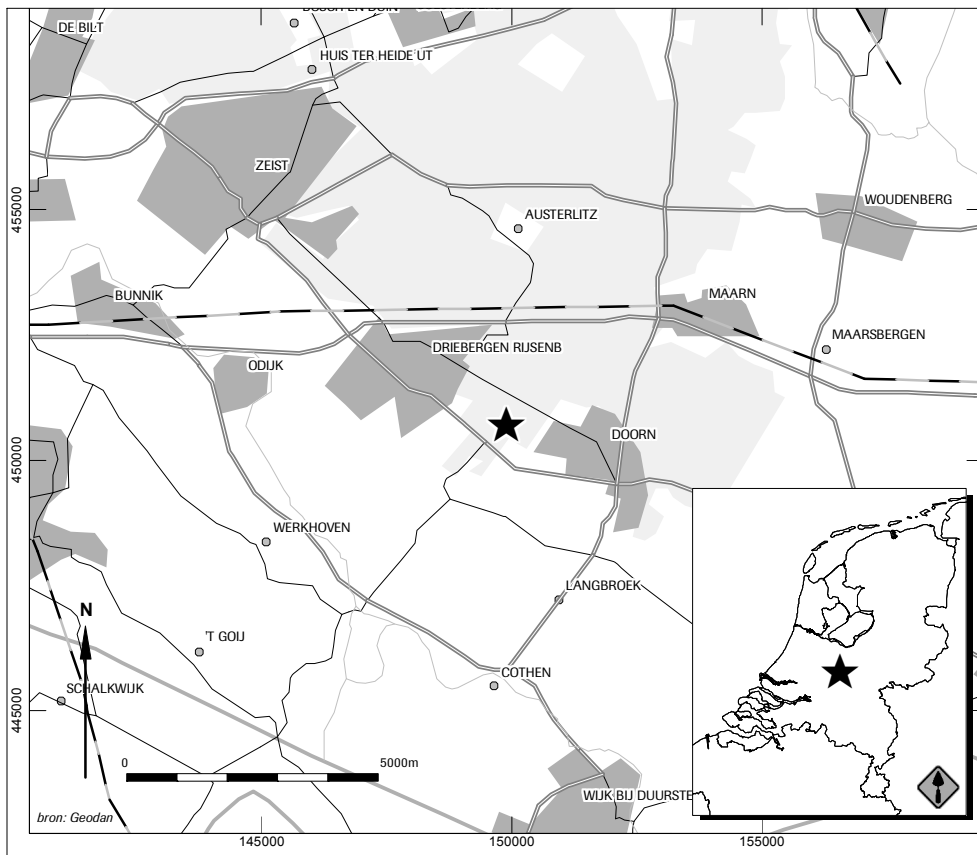 DE BILT
HUIS TER HEIDE UT
ZEIST
WOUDENBERG
AUSTERLITZ
455000
BUNNIK
MAARN
MAARSBERGEN
DRIEBERGEN RIJSENB
ODIJK
DOORN
450000
WERKHOVEN
LANGBROEK
N
'T GOIJ
COTHEN
SCHALKWIJK
445000
5000m
0
WIJK BIJ DUURSTE
bron: Geodan
145000
150000
155000